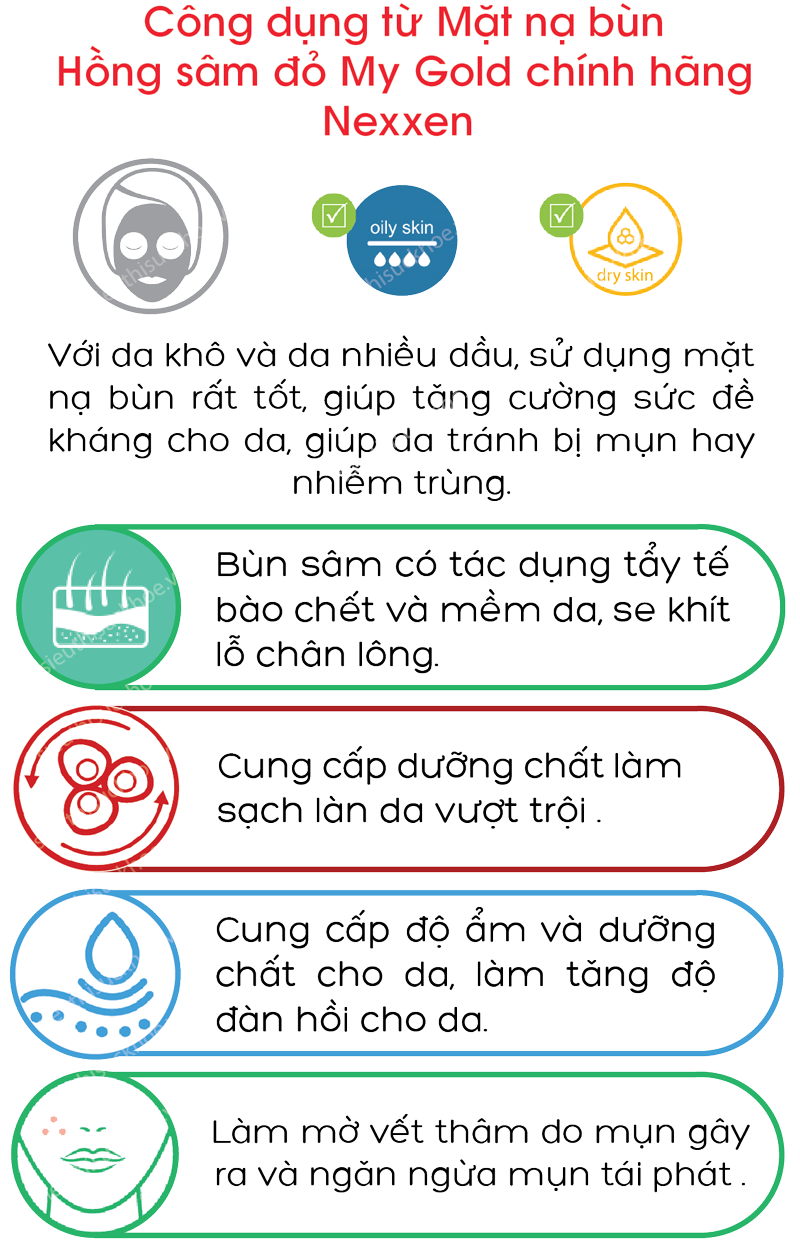 Công dụng từ Mặt nạ bùn
Hồng sâm đỏ My Gold chính hãng
Nexxen
oily skin
dry skin
Với da khô và da nhiều dầu, sử dụng mặt
nạ bùn rất tốt, giúp tăng cường sức đề
kháng cho da, giúp da tránh bị mụn hay
nhiễm trùng.
Bùn sâm có tác dụng tẩy tế
bào chết và mềm da, se khít
lỗ chân lông.
Cung cấp dưỡng chất làm
sạch làn da vượt trội .
Cung cấp độ ẩm và dưỡng
chất cho da, làm tăng độ
đàn hồi cho da.
Làm mờ vết thâm do mụn gây
ra và ngăn ngừa mụn tái phát .